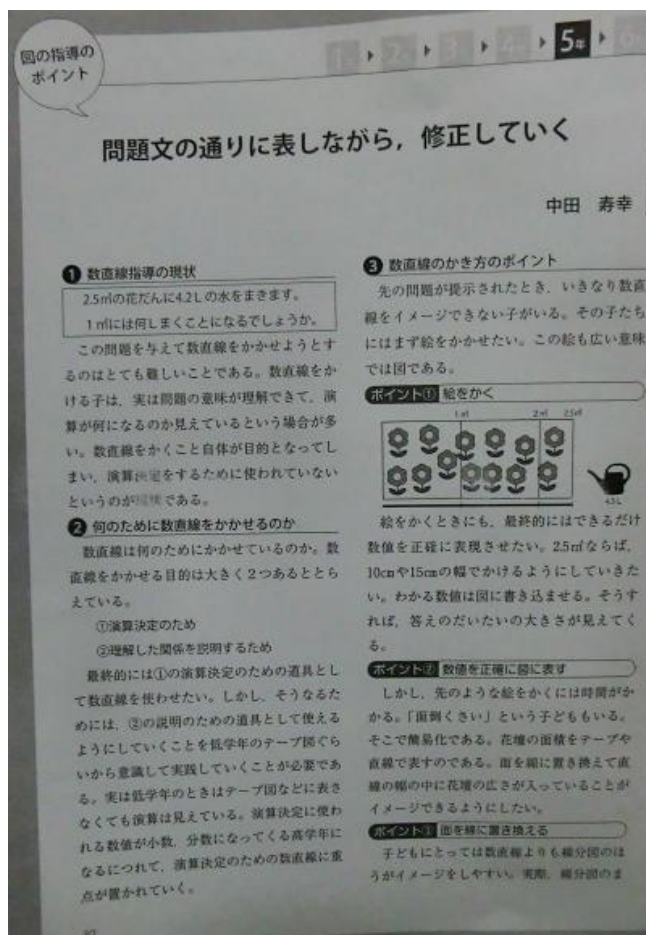 図の指導の
ポイント
1 2 3 4 5年 6
問題文の通りに表しながら，修正していく
中田 寿幸
❶ 数直線指導の現状
2.5㎡の花だんに4.2Lの水をまきます。
1㎡には何Lまくことになるでしょうか。
この問題を与えて数直線をかかせようとす
るのはとても難しいことである。数直線をか
ける子は，実は問題の意味が理解できて，演
算が何になるのか見えているという場合が多
い。数直線をかくこと自体が目的となってし
まい，演算決定をするために使われていない
というのが現状である。
❷ 何のために数直線をかかせるのか
数直線は何のためにかかせているのか。数
直線をかかせる目的は大きく2つあるととら
えている。
①演算決定のため
②理解した関係を説明するため
最終的には①の演算決定のための道具とし
て数直線を使わせたい。しかし，そうなるた
めには，②の説明のための道具として使える
ようにしていくことを低学年のテープ図ぐら
いから意識して実践していくことが必要であ
る。実は低学年のときはテープ図などに表さ
なくても演算は見えている。演算決定に使わ
れる数値が小数，分数になってくる高学年に
なるにつれて，演算決定のための数直線に重
点が置かれていく。
❸ 数直線のかき方のポイント
先の問題が提示されたとき，いきなり数直
線をイメージできない子がいる。その子たち
にはまず絵をかかせたい。この絵も広い意味
では図である。
ポイント① 絵をかく
1㎡ 2㎡ 2.5㎡
絵をかくときにも，最終的にはできるだけ
数値を正確に表現させたい。2.5㎡ならば，
10㎝や15㎝の幅でかけるようにしていきた
い。わかる数値は図に書き込ませる。そうす
れば，答えのだいたいの大きさが見えてく
る。
ポイント② 数値を正確に図に表す
しかし，先のような絵をかくには時間がか
かる。「面倒くさい」という子どももいる。
そこで簡易化である。花壇の面積をテープや
直線で表すのである。面を線に置き換えて直
線の幅の中に花壇の広さが入っていることが
イメージできるようにしたい。
ポイント③ 面を線に置き換える
子どもにとっては数直線よりも線分図のほ
うがイメージをしやすい。実際，線分図のま